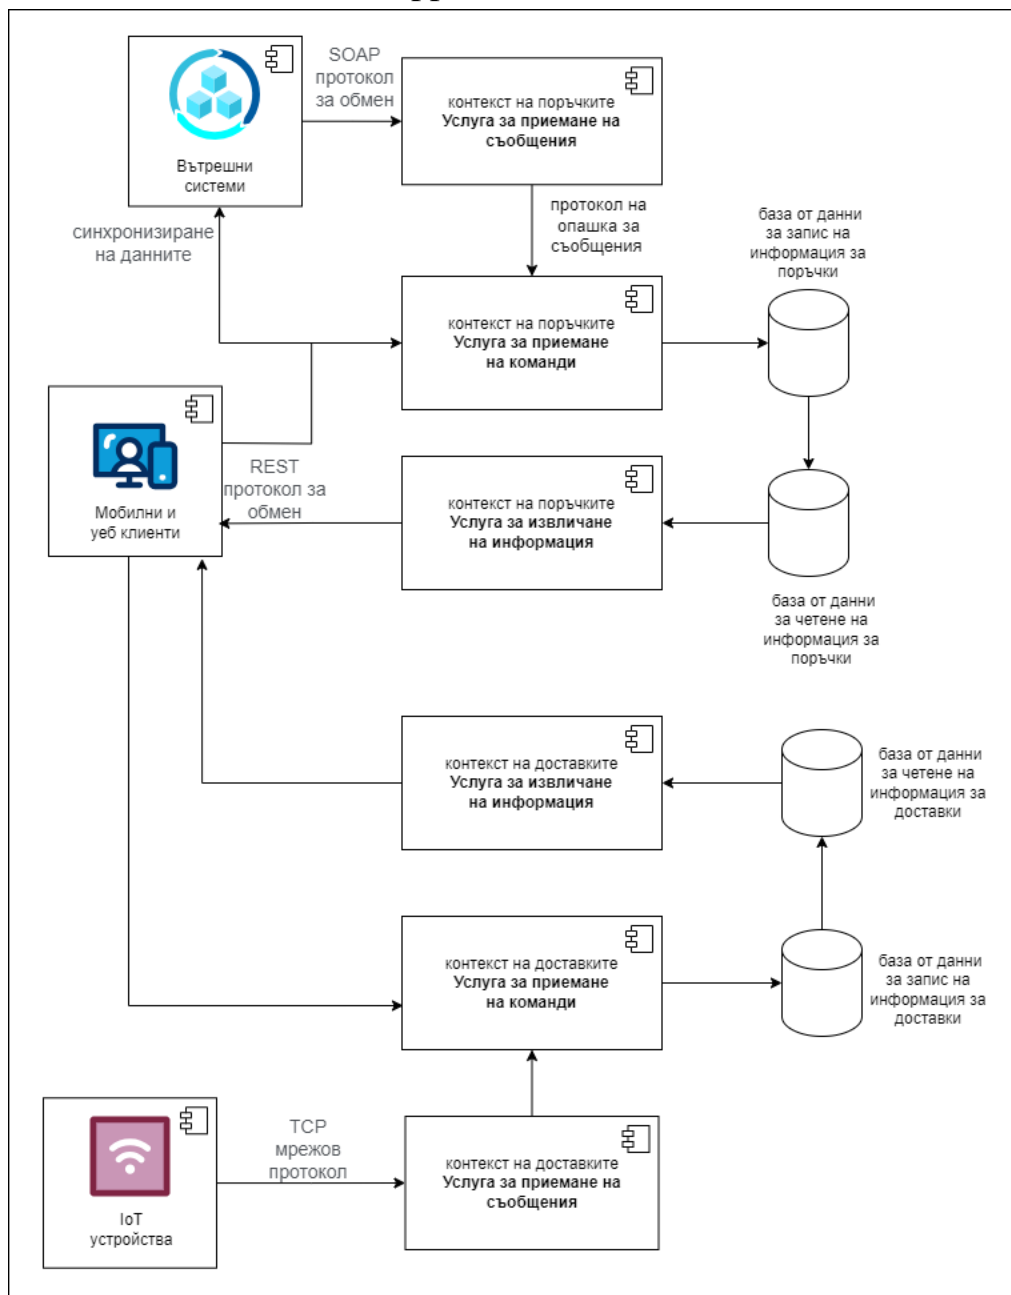 SOAP
протокол
за обмен
Вътрешни
системи
контекст на поръчките
Услуга за приемане на
съобщения
синхронизиране
на данните
протокол на
опашка за
съобщения
база от данни
за запис на
информация за
поръчки
контекст на поръчките
Услуга за приемане
на команди
Мобилни и
уеб клиенти
REST
протокол за
обмен
контекст на поръчките
Услуга за извличане
на информация
база от данни
за четене на
информация за
поръчки
контекст на доставките
Услуга за извличане
на информация
база от данни
за четене на
информация за
доставки
контекст на доставките
Услуга за приемане
на команди
база от данни
за запис на
информация за
доставки
IoT
устройства
TCP
мрежов
протокол
контекст на доставките
Услуга за приемане на
съобщения